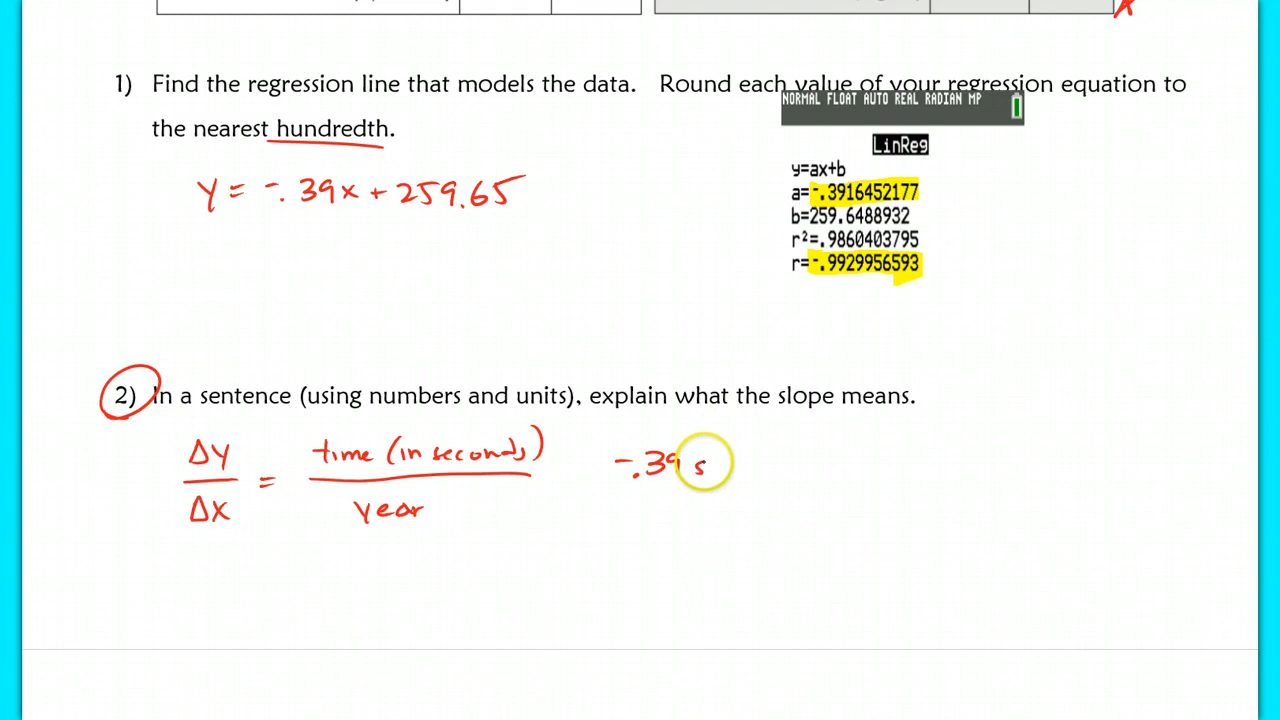 1) Find the regression line that models the data. Round each value of your regression equation to
the nearest hundredth.
NORMAL FLOAT AUTO REAL RADIAN MP
LinReg
y=ax+b
a=-.3916452177
b=259.6488932
r²=.9860403795
r=-.9929956593
y = -.39x + 259.65
2) In a sentence (using numbers and units), explain what the slope means.
Δy
Δx
=
time (in seconds)
year
-.39 s